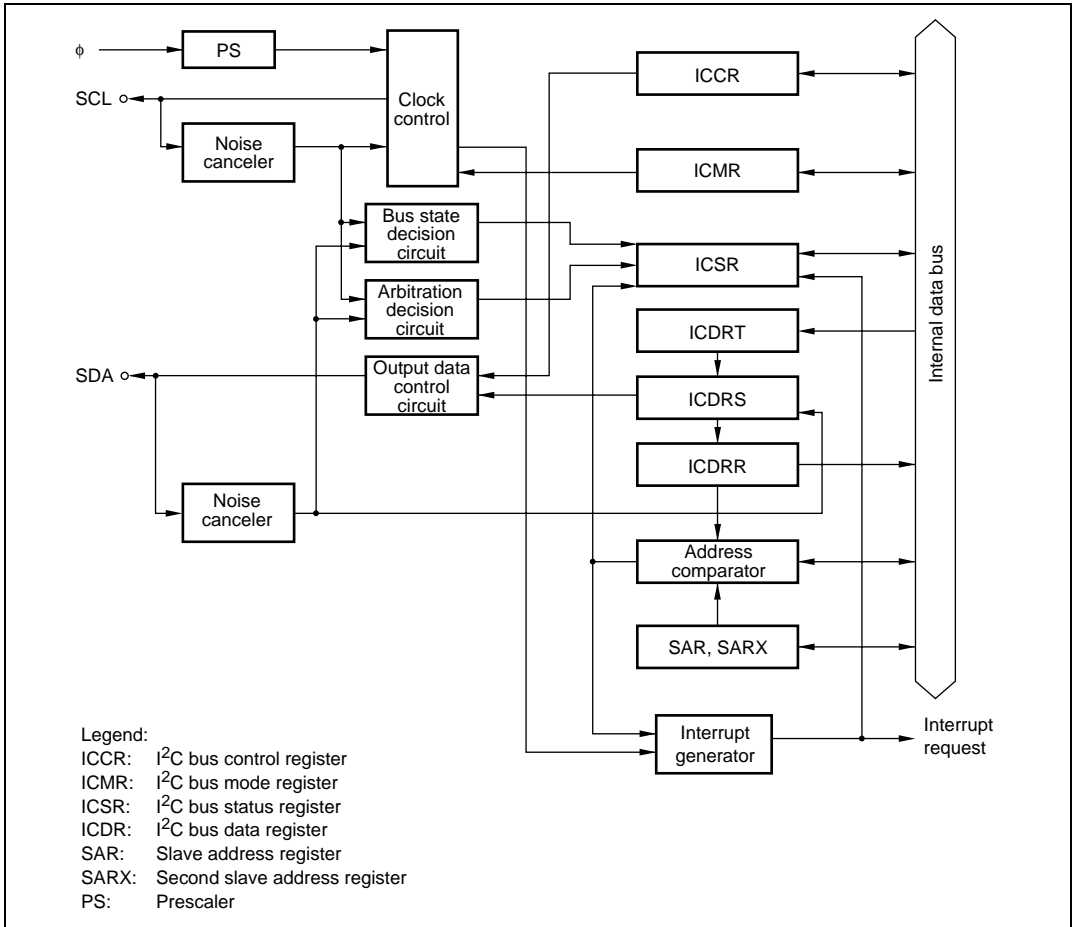 ϕ
PS
SCL
Clock
control
Noise
canceler
Bus state
decision
circuit
Arbitration
decision
circuit
SDA
Output data
control
circuit
Noise
canceler
ICCR
ICMR
ICSR
ICDRT
ICDRS
ICDRR
Address
comparator
SAR, SARX
Interrupt
generator
Internal data bus
Interrupt
request
Legend:
ICCR: I²C bus control register
ICMR: I²C bus mode register
ICSR: I²C bus status register
ICDR: I²C bus data register
SAR: Slave address register
SARX: Second slave address register
PS: Prescaler